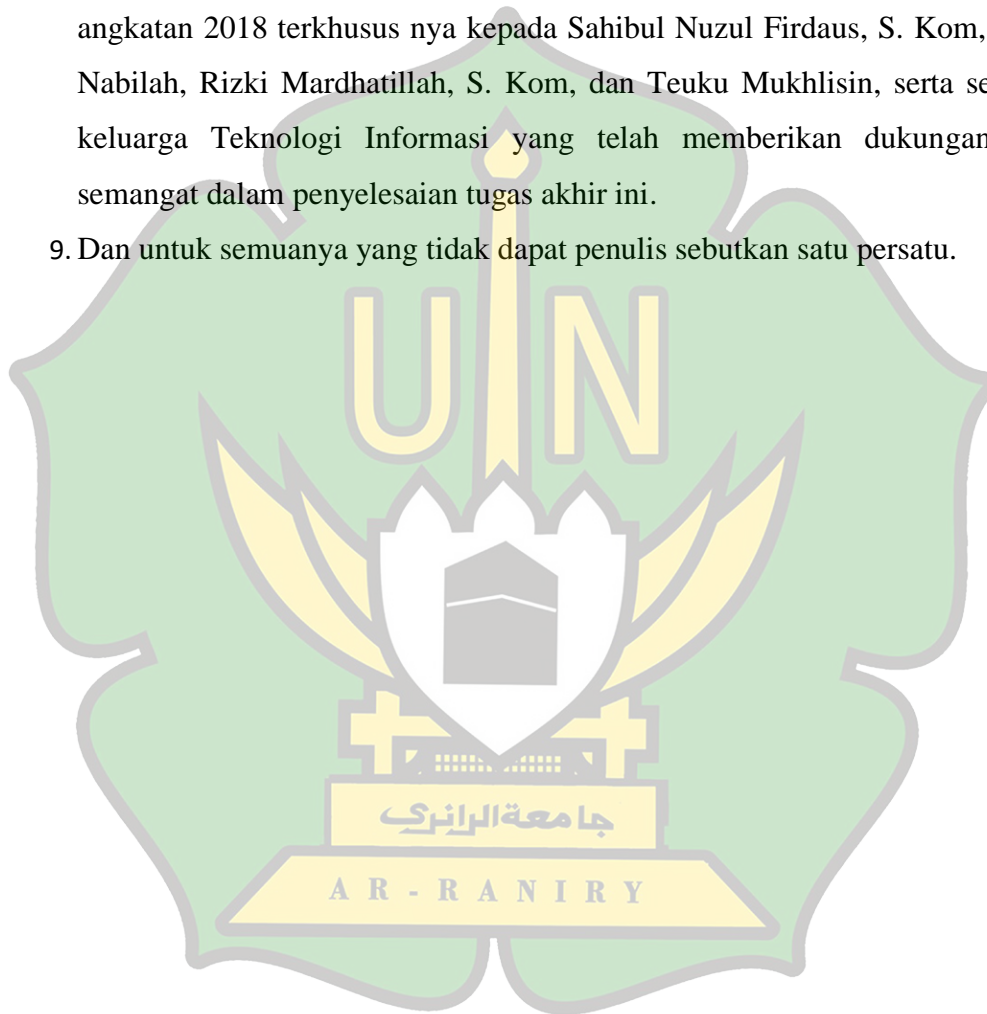 angkatan 2018 terkhusus nya kepada Sahibul Nuzul Firdaus, S. Kom,
Nabilah, Rizki Mardhatillah, S. Kom, dan Teuku Mukhlisin, serta se
keluarga Teknologi Informasi yang telah memberikan dukungan
semangat dalam penyelesaian tugas akhir ini.
9. Dan untuk semuanya yang tidak dapat penulis sebutkan satu persatu.
U N
جامعة الرانري
AR-RANIRY